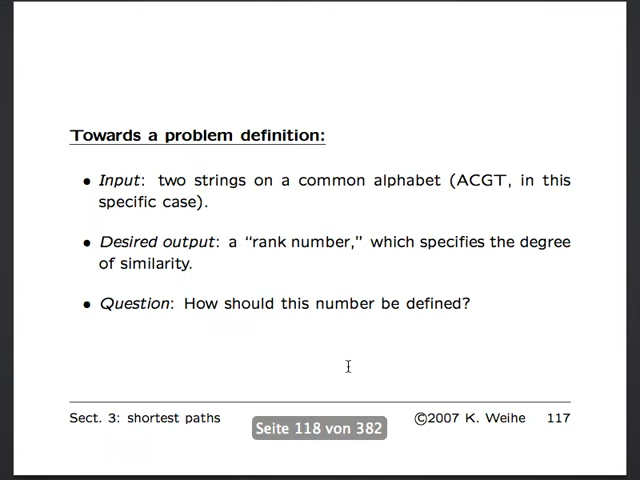 Towards a problem definition:
● Input: two strings on a common alphabet (ACGT, in this
specific case).
● Desired output: a “rank number,” which specifies the degree
of similarity.
● Question: How should this number be defined?
Sect. 3: shortest paths
Seite 118 von 382
©2007 K. Weihe 117